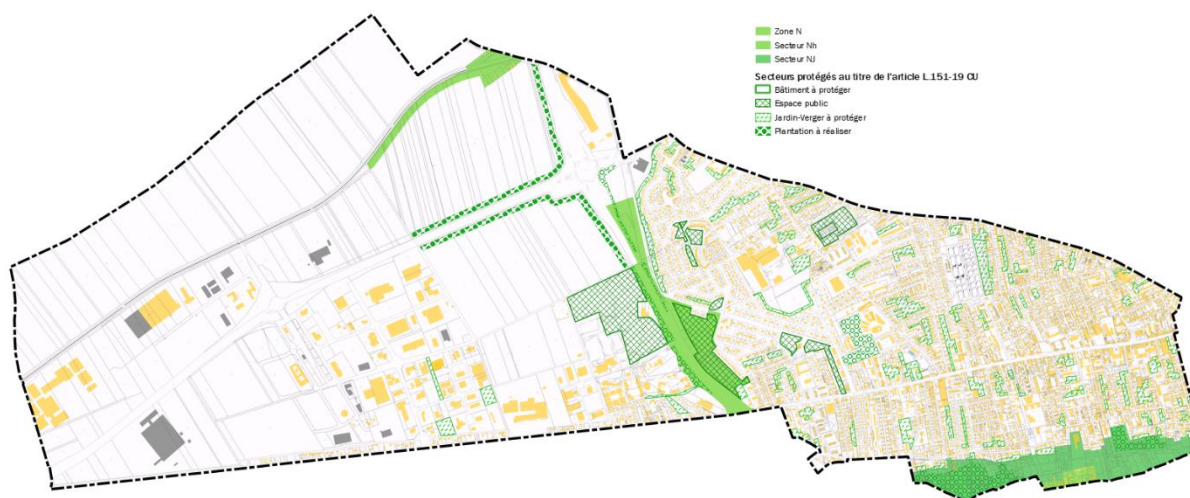 Zone N
Secteur Nh
Secteur NJ
Secteurs protégés au titre de l'article L.151-19 CU
Bâtiment à protéger
Espace public
Jardin-Verger à protéger
Plantation à réaliser